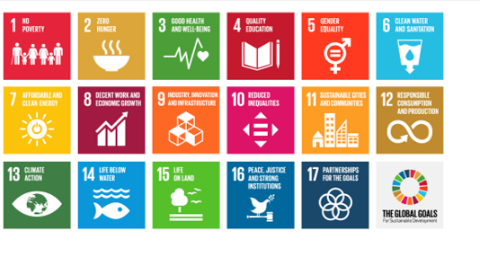 1 NO
POVERTY
2 ZERO
HUNGER
3 GOOD HEALTH
AND WELL-BEING
4 QUALITY
EDUCATION
5 GENDER
EQUALITY
6 CLEAN WATER
AND SANITATION
7 AFFORDABLE AND
CLEAN ENERGY
8 DECENT WORK AND
ECONOMIC GROWTH
9 INDUSTRY, INNOVATION
AND INFRASTRUCTURE
10 REDUCED
INEQUALITIES
11 SUSTAINABLE CITIES
AND COMMUNITIES
12 RESPONSIBLE
CONSUMPTION
AND PRODUCTION
13 CLIMATE
ACTION
14 LIFE BELOW
WATER
15 LIFE
ON LAND
16 PEACE, JUSTICE
AND STRONG
INSTITUTIONS
17 PARTNERSHIPS
FOR THE GOALS
THE GLOBAL GOALS
For Sustainable Development